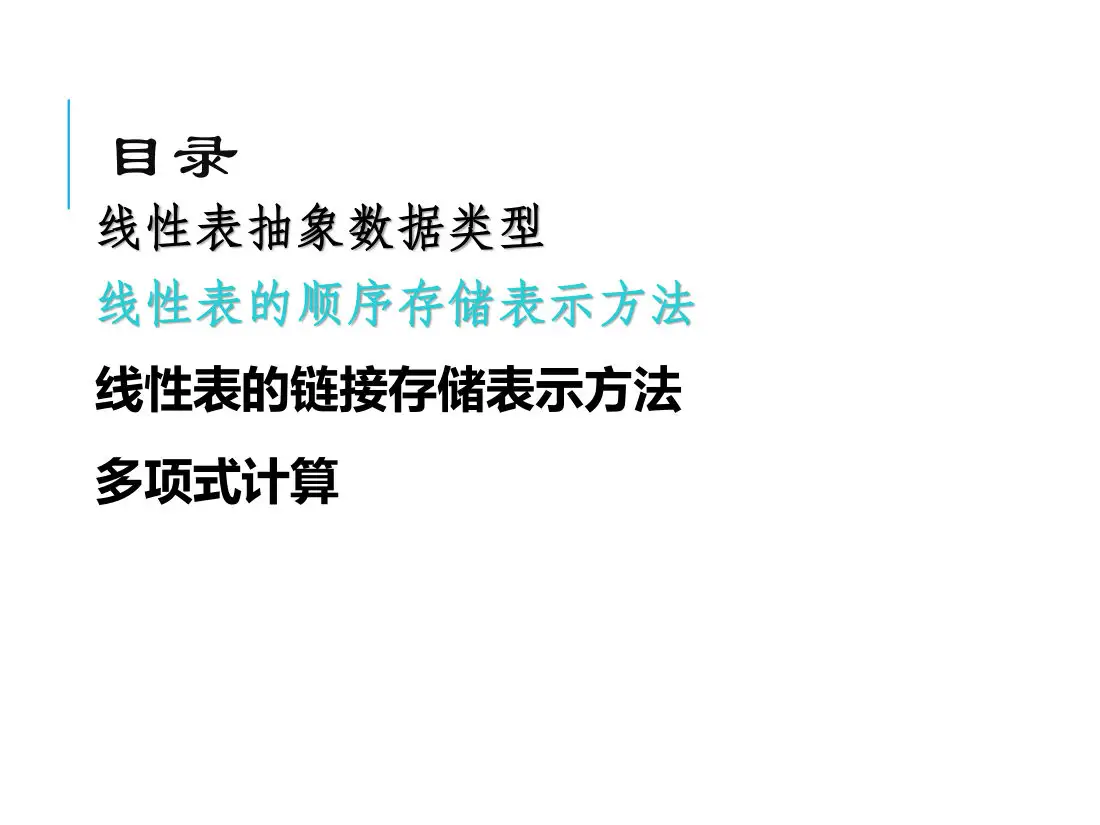 目录
线性表抽象数据类型
线性表的顺序存储表示方法
线性表的链接存储表示方法
多项式计算